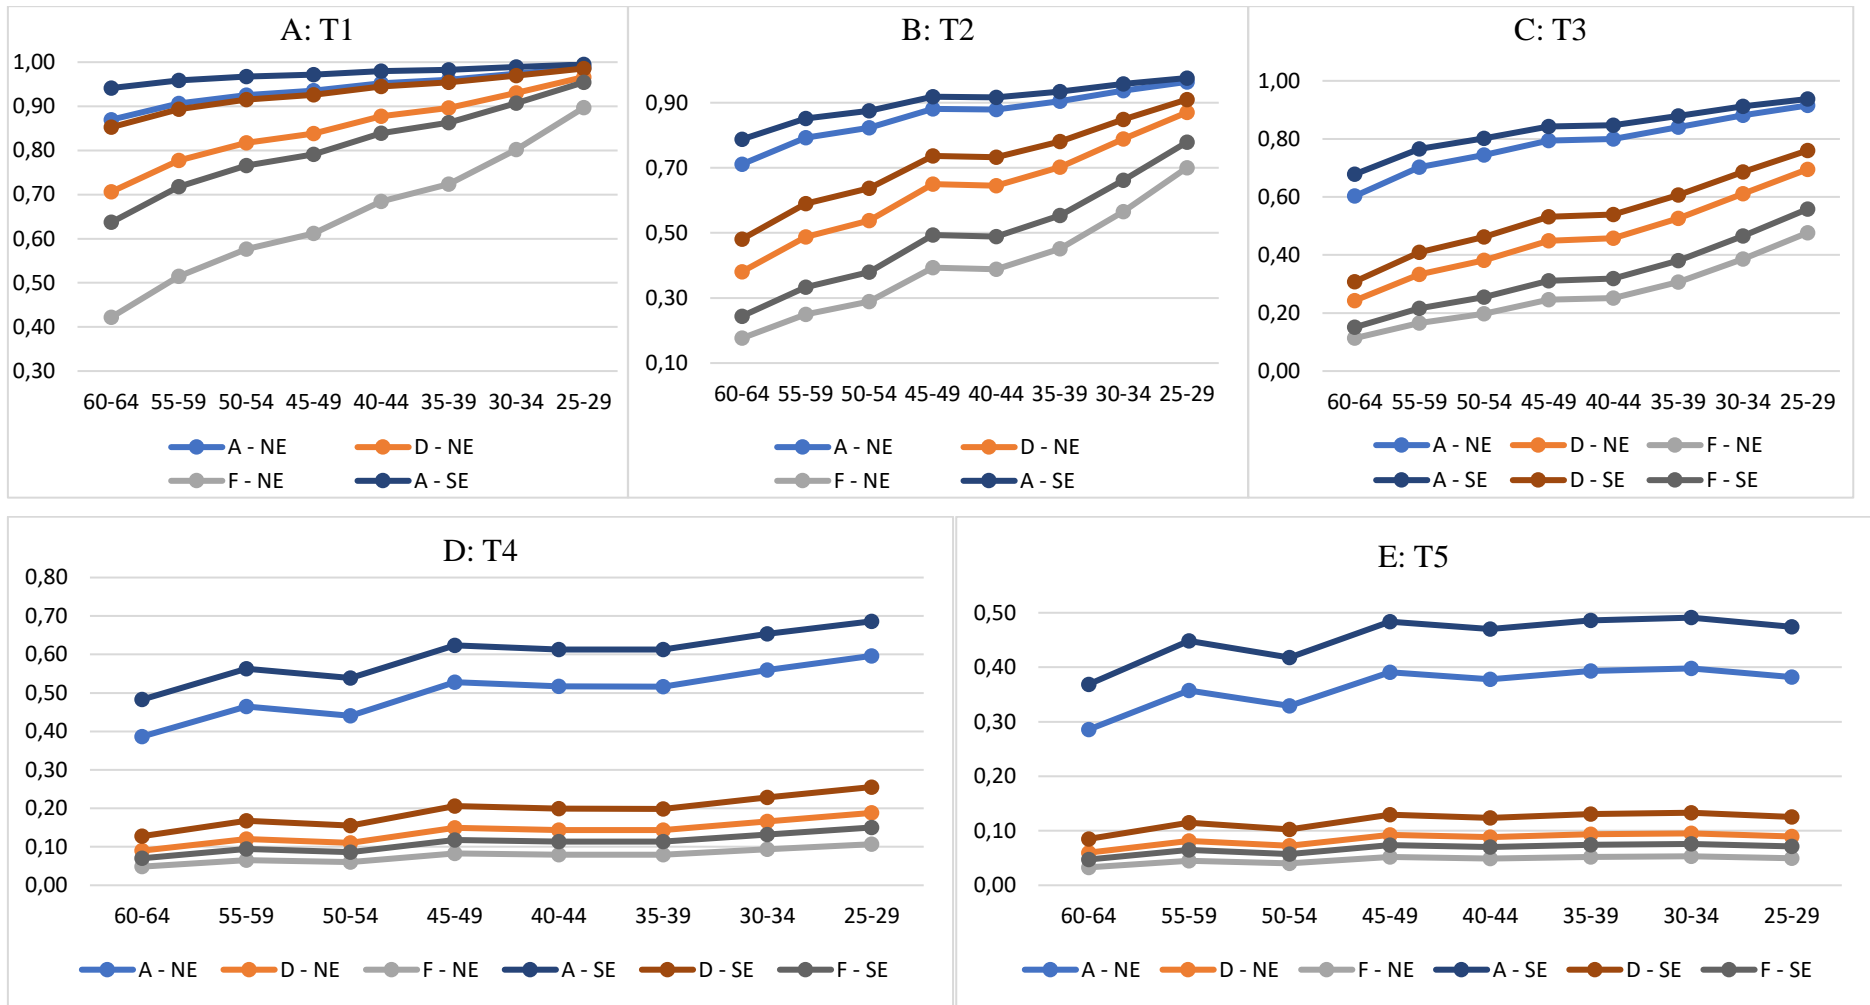 A: T1
1,00
0,90
0,80
0,70
0,60
0,50
0,40
0,30
60-64 55-59 50-54 45-49 40-44 35-39 30-34 25-29
A - NE D - NE
F - NE A - SE
B: T2
0,90
0,70
0,50
0,30
0,10
60-64 55-59 50-54 45-49 40-44 35-39 30-34 25-29
A - NE D - NE
F - NE A - SE
C: T3
1,00
0,80
0,60
0,40
0,20
0,00
60-64 55-59 50-54 45-49 40-44 35-39 30-34 25-29
A - NE D - NE F - NE
A - SE D - SE F - SE
D: T4
0,80
0,70
0,60
0,50
0,40
0,30
0,20
0,10
0,00
60-64 55-59 50-54 45-49 40-44 35-39 30-34 25-29
A - NE D - NE F - NE A - SE D - SE F - SE
E: T5
0,50
0,40
0,30
0,20
0,10
0,00
60-64 55-59 50-54 45-49 40-44 35-39 30-34 25-29
A - NE D - NE F - NE A - SE D - SE F - SE